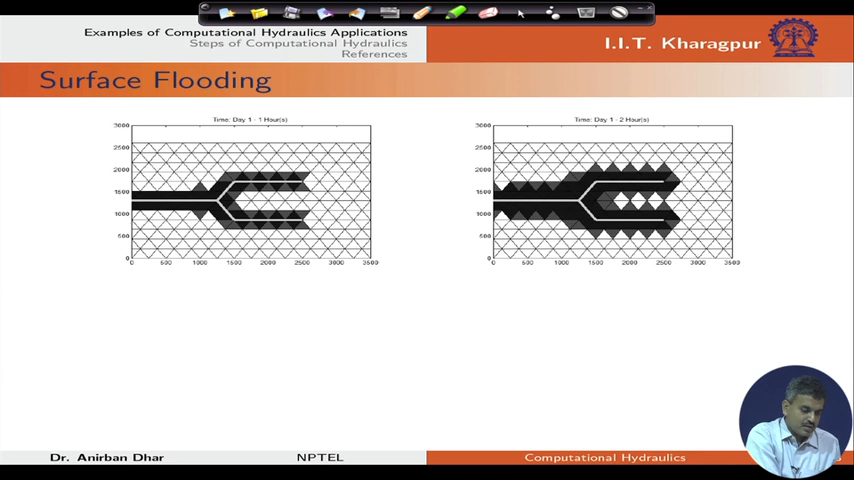 Examples of Computational Hydraulics Applications
Steps of Computational Hydraulics
References
I.I.T. Kharagpur
Surface Flooding
Time: Day 1 - 1 Hour(s)
3000
2500
2000
1500
1000
500
0
0 500 1000 1500 2000 2500 3000 3500
Time: Day 1 - 2 Hour(s)
3000
2500
2000
1500
1000
500
0
0 500 1000 1500 2000 2500 3000 3500
Dr. Anirban Dhar NPTEL Computational Hydraulics